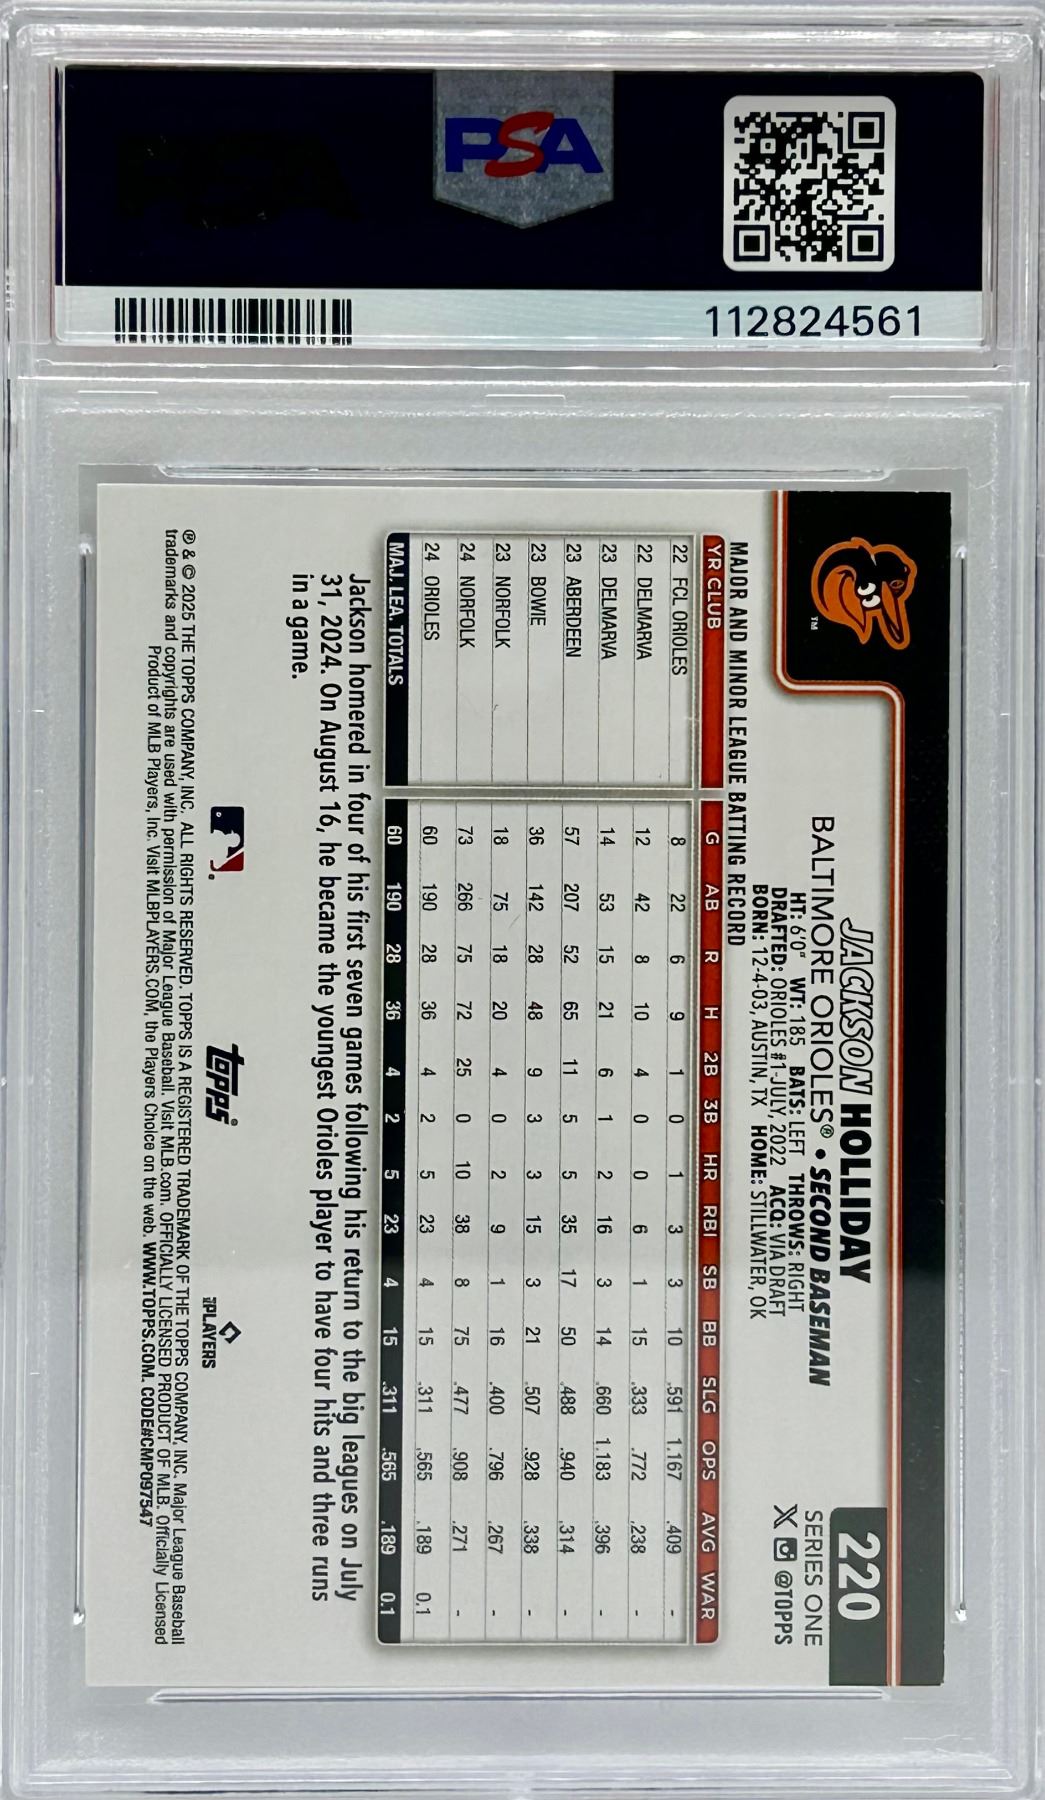 PSA
112824561
220
SERIES ONE
@TOPPS
JACKSON HOLLIDAY
BALTIMORE ORIOLES® • SECOND BASEMAN
HT: 6'0" WT: 185 BATS: LEFT THROWS: RIGHT
DRAFTED: ORIOLES #1-JULY, 2022 ACQ: VIA DRAFT
BORN: 12-4-03, AUSTIN, TX HOME: STILLWATER, OK
TM
MAJOR AND MINOR LEAGUE BATTING RECORD
YR CLUB G AB R H 2B 3B HR RBI SB BB SLG OPS AVG WAR
22 FCL ORIOLES 8 22 6 9 1 0 1 3 3 10 .591 1.167 .409 -
22 DELMARVA 12 42 8 10 4 0 0 6 1 15 .333 .772 .238 -
23 DELMARVA 14 53 15 21 6 1 2 16 3 14 .660 1.183 .396 -
23 ABERDEEN 57 207 52 65 11 5 5 35 17 50 .488 .940 .314 -
23 BOWIE 36 142 28 48 9 3 3 15 3 21 .507 .928 .338 -
23 NORFOLK 18 75 18 20 4 0 2 9 1 16 .400 .796 .267 -
24 NORFOLK 73 266 75 72 25 0 10 38 8 75 .477 .908 .271 -
24 ORIOLES 60 190 28 36 4 2 5 23 4 15 .311 .565 .189 0.1
MAJ. LEA. TOTALS 60 190 28 36 4 2 5 23 4 15 .311 .565 .189 0.1
Jackson homered in four of his first seven games following his return to the big leagues on July
31, 2024. On August 16, he became the youngest Orioles player to have four hits and three runs
in a game.
topps®
MLB PLAYERS
® & © 2025 THE TOPPS COMPANY, INC. ALL RIGHTS RESERVED. TOPPS IS A REGISTERED TRADEMARK OF THE TOPPS COMPANY, INC. Major League Baseball
trademarks and copyrights are used with permission of Major League Baseball. Visit MLB.com. OFFICIALLY LICENSED PRODUCT OF MLB. Officially Licensed
Product of MLB Players, Inc. Visit MLBPLAYERS.COM, the Players Choice on the web. WWW.TOPPS.COM. CODE#CMP097547